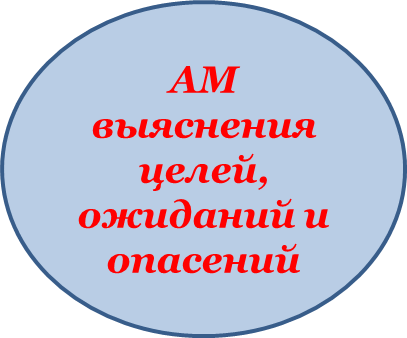 АМ
выяснения
целей,
ожиданий и
опасений